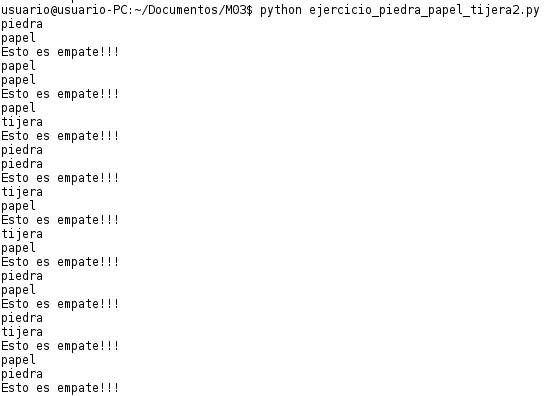 usuario@usuario-PC:~/Documentos/M03$ python ejercicio_piedra_papel_tijera2.py
piedra
papel
Esto es empate!!!
papel
papel
Esto es empate!!!
papel
tijera
Esto es empate!!!
piedra
piedra
Esto es empate!!!
tijera
papel
Esto es empate!!!
tijera
papel
Esto es empate!!!
piedra
papel
Esto es empate!!!
piedra
tijera
Esto es empate!!!
papel
piedra
Esto es empate!!!